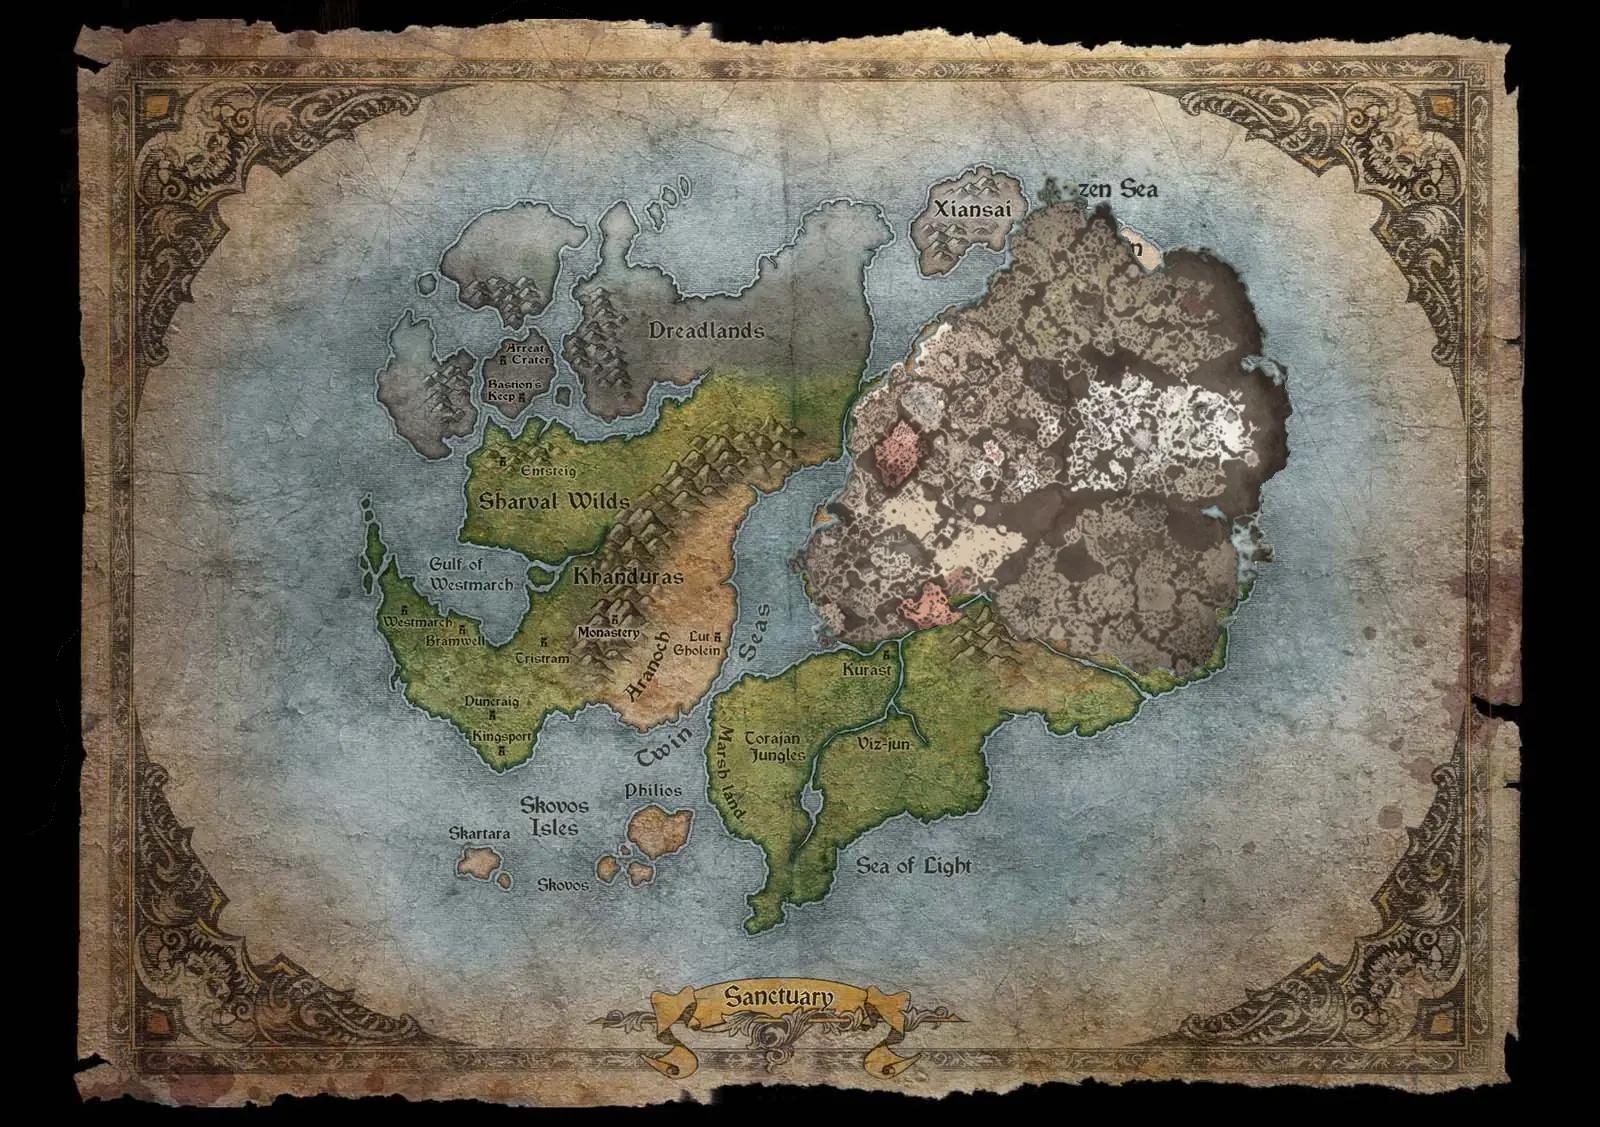 zen Sea
Xiansai
n
Dreadlands
Arreat
Crater
Bastion's
Keep
Entsteig
Sharval Wilds
Gulf of
Westmarch
Khanduras
Westmarch
Bramwell
Monastery
Tristram
Lut
Gholein
Aranoch
Seas
Kurast
Duncraig
Kingsport
Twin
Marsh land
Torajan
Jungles
Viz-jun
Philios
Skovos
Isles
Skartara
Skovos
Sea of Light
Sanctuary